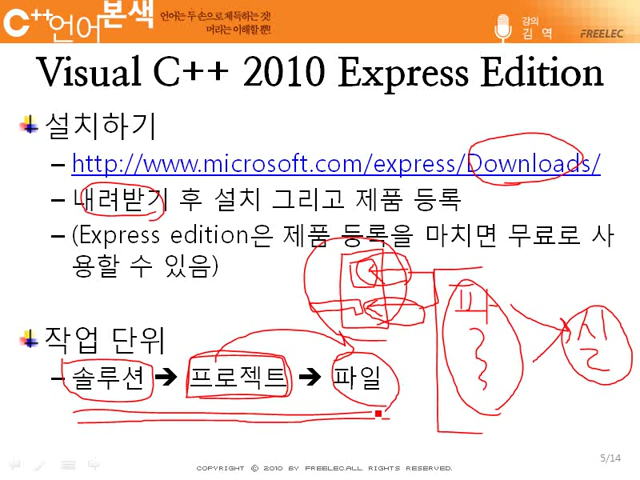 C++언어 본색
언어는 두 손으로 체득하는 것!
머리는 이해할 뿐!
강의
김 역
FREELEC
Visual C++ 2010 Express Edition
설치하기
– http://www.microsoft.com/express/Downloads/
– 내려받기 후 설치 그리고 제품 등록
– (Express edition은 제품 등록을 마치면 무료로 사
용할 수 있음)
파
실
작업 단위
– 솔루션 ➔ 프로젝트 ➔ 파일
5/14
COPYRIGHT © 2010 BY FREELEC.ALL RIGHTS RESERVED.